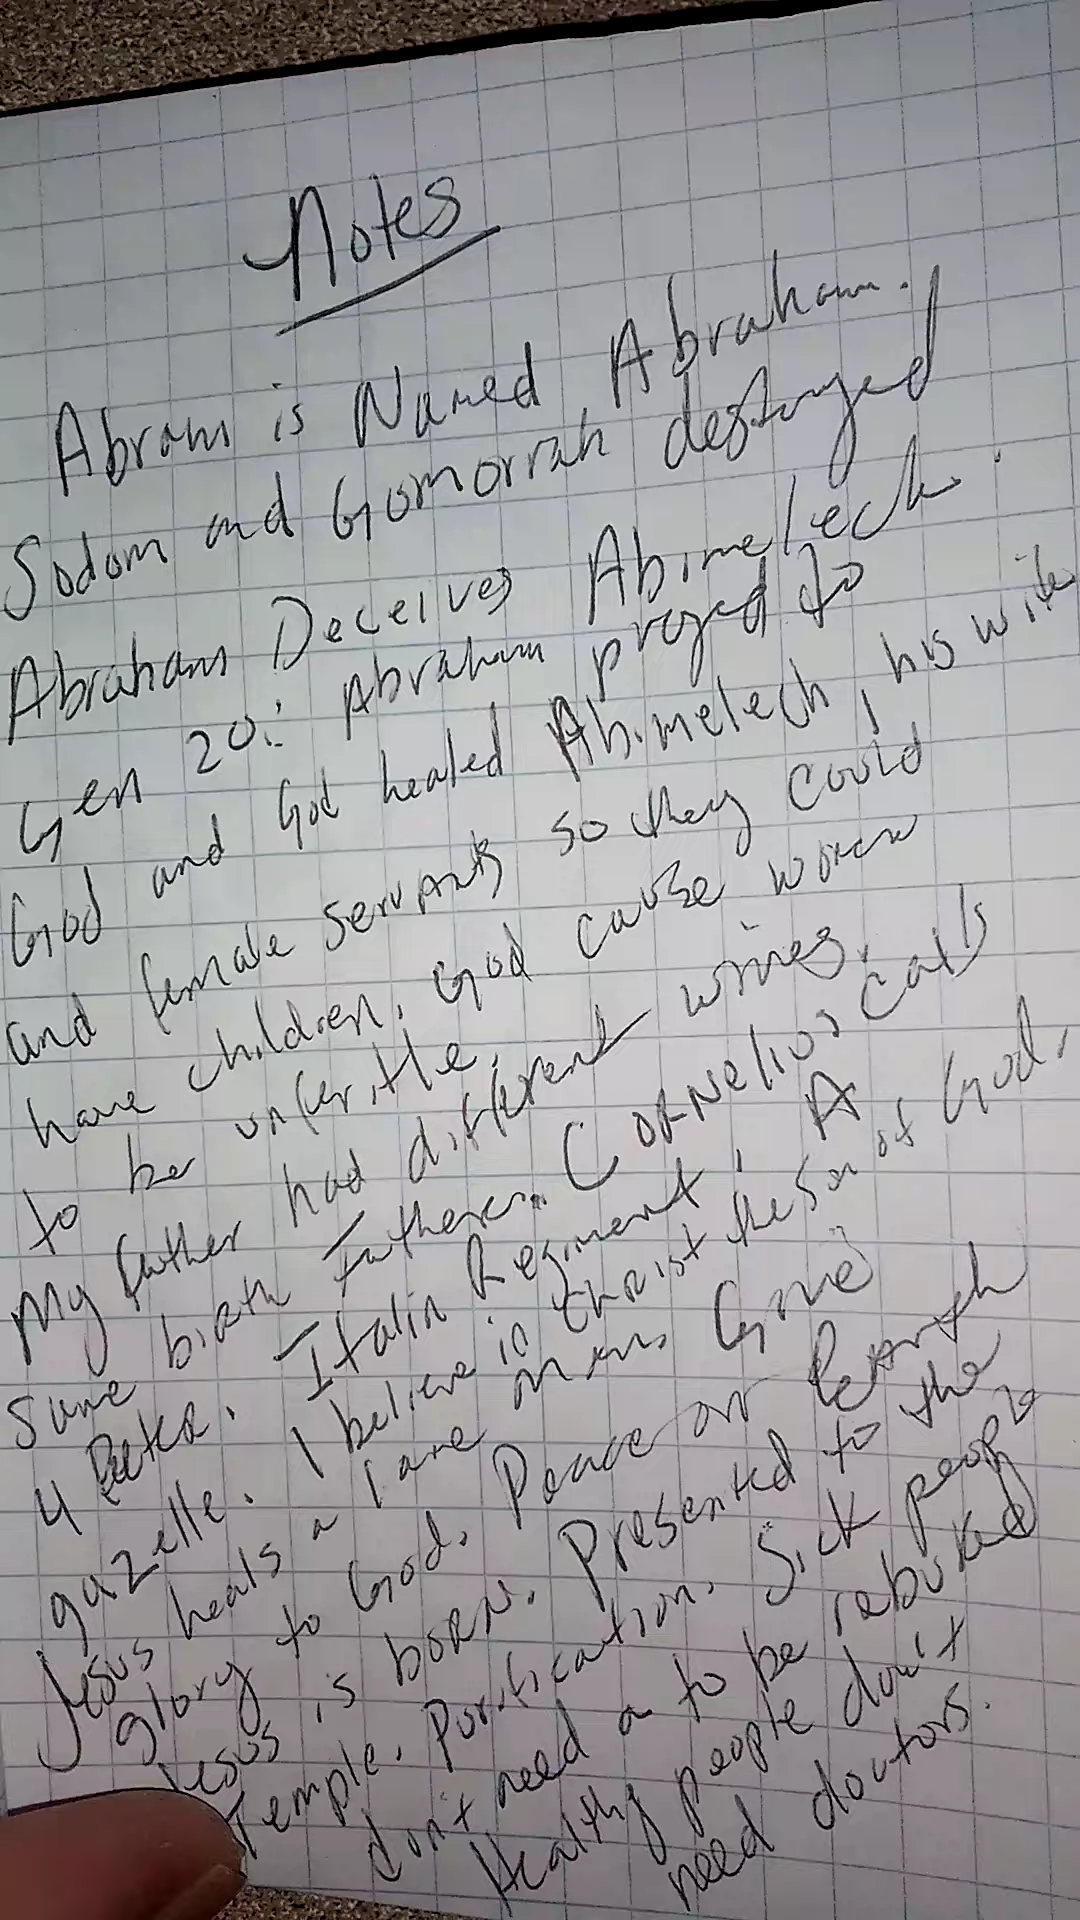 Notes
Abram is Named Abraham.
Sodom and Gomorrah destroyed
Abraham Deceives Abimelech.
Gen 20: Abraham prayed to
God and God healed Abimelech, his wife
and female servants so they could
have children. God cause women
to be unfertile.
My father had different wives.
Same birth Father. Cornelius calls
4 Peter. Italin Regiment. A
gazelle. I believe in Christ the Son of God.
Jesus heals a lame man. Give
glory to God. Peace on Earth
Jesus is born. Presented to the
Temple. Purification. Sick people
don't need a to be rebuked
Healthy people don't
need doctors.